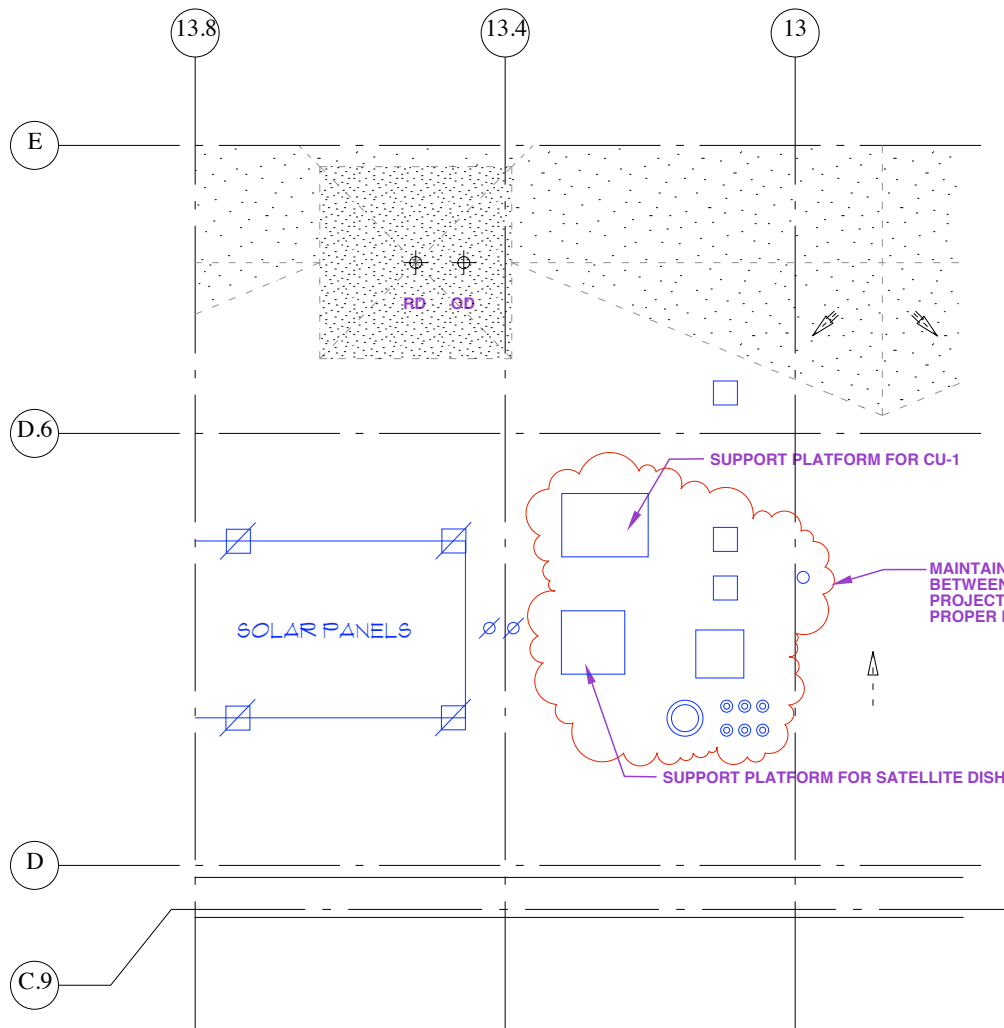 13.8
13.4
13
E
RD
OD
D.6
SUPPORT PLATFORM FOR CU-1
MAINTAIN
BETWEEN
PROJECT
PROPER
SOLAR PANELS
SUPPORT PLATFORM FOR SATELLITE DISH
D
C.9